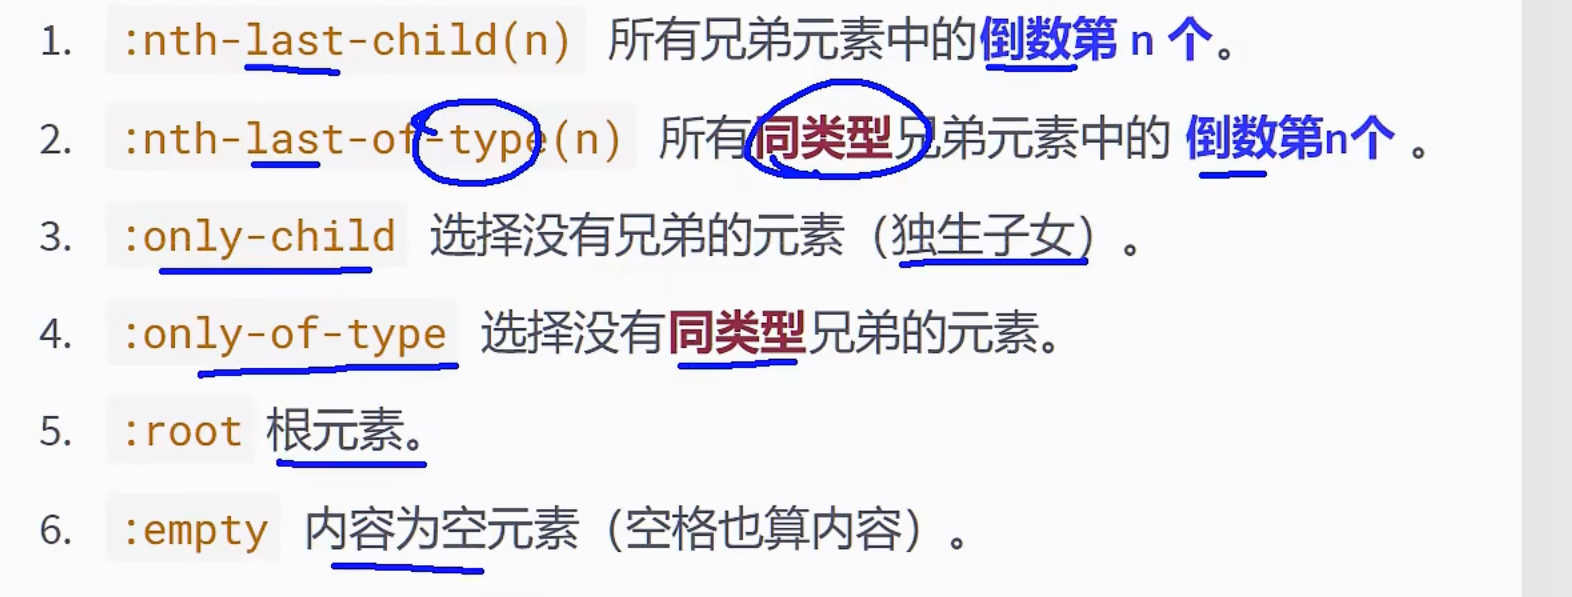 1. :nth-last-child(n) 所有兄弟元素中的倒数第 n 个。
2. :nth-last-of-type(n) 所有同类型兄弟元素中的 倒数第n个 。
3. :only-child 选择没有兄弟的元素（独生子女）。
4. :only-of-type 选择没有同类型兄弟的元素。
5. :root 根元素。
6. :empty 内容为空元素（空格也算内容）。